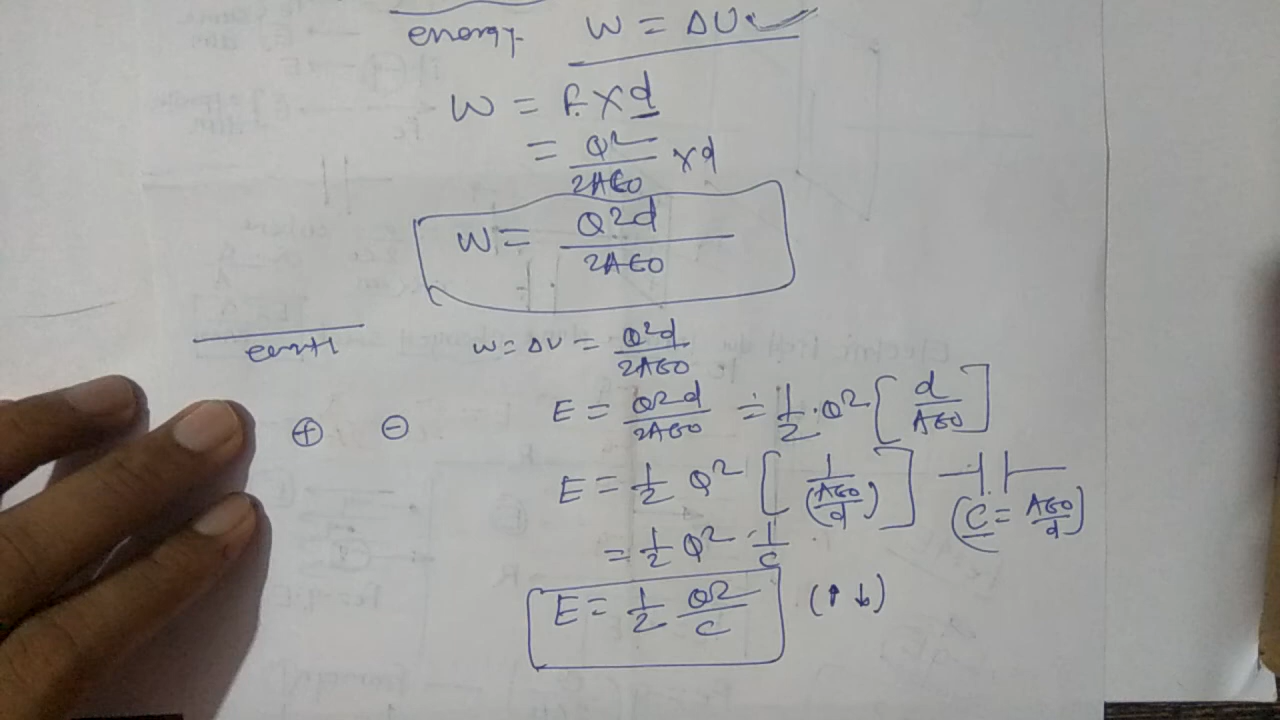 energy W = ΔU
W = F × d
= Q²/2Aε0 × d
W = Q²d/2Aε0
earth
W = ΔU = Q²d/2Aε0
E = Q²d/2Aε0 = 1/2 · Q² [d/Aε0]
E = 1/2 Q² [1/(Aε0/d)] (C = Aε0/d)
= 1/2 Q² 1/C
E = 1/2 Q²/C (↑↓)
⊕ ⊖